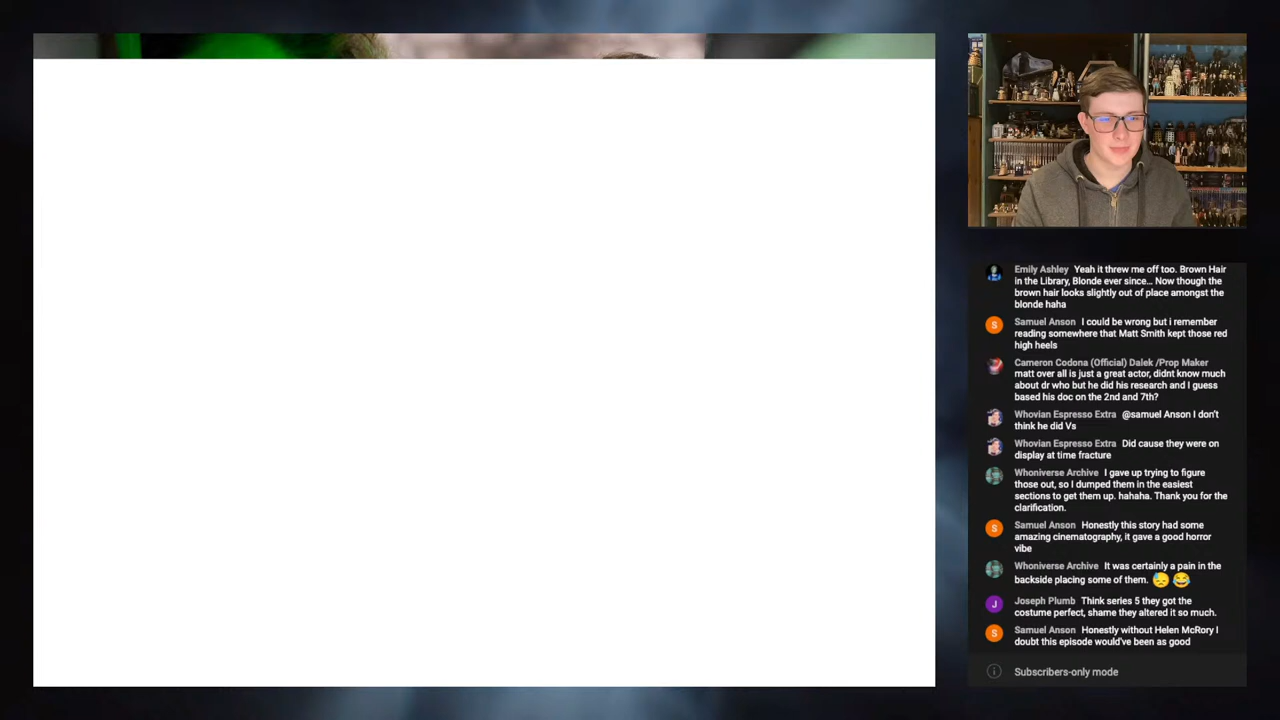 Emily Ashley Yeah it threw me off too. Brown Hair
in the Library, Blonde ever since... Now though the
brown hair looks slightly out of place amongst the
blonde haha
S Samuel Anson I could be wrong but i remember
reading somewhere that Matt Smith kept those red
high heels
Cameron Codona (Official) Dalek /Prop Maker
matt over all is just a great actor, didnt know much
about dr who but he did his research and I guess
based his doc on the 2nd and 7th?
Whovian Espresso Extra @samuel Anson I don't
think he did Vs
Whovian Espresso Extra Did cause they were on
display at time fracture
Whoniverse Archive I gave up trying to figure
those out, so I dumped them in the easiest
sections to get them up. hahaha. Thank you for the
clarification.
S Samuel Anson Honestly this story had some
amazing cinematography, it gave a good horror
vibe
Whoniverse Archive It was certainly a pain in the
backside placing some of them. 😓😂
J Joseph Plumb Think series 5 they got the
costume perfect, shame they altered it so much.
S Samuel Anson Honestly without Helen McRory I
doubt this episode would've been as good
Subscribers-only mode